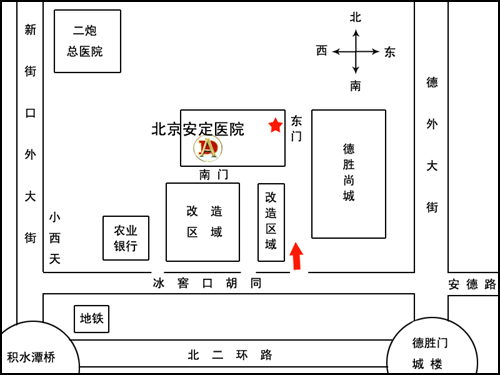 北
西
东
南
新街口外大街
二炮
总医院
北京安定医院
东门
南门
德胜尚城
德外大街
改造
区域
改造区域
小西天
农业
银行
冰窖口胡同
安德路
地铁
积水潭桥
北二环路
德胜门
城楼